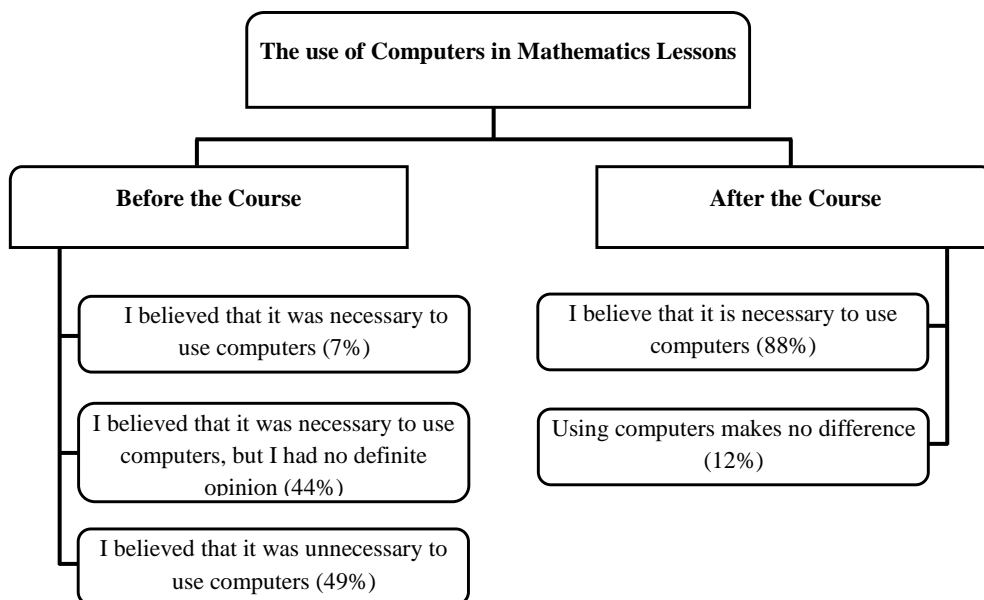 The use of Computers in Mathematics Lessons
Before the Course
After the Course
I believed that it was necessary to
use computers (7%)
I believed that it was necessary to use
computers, but I had no definite
opinion (44%)
I believed that it was unnecessary to
use computers (49%)
I believe that it is necessary to use
computers (88%)
Using computers makes no difference
(12%)